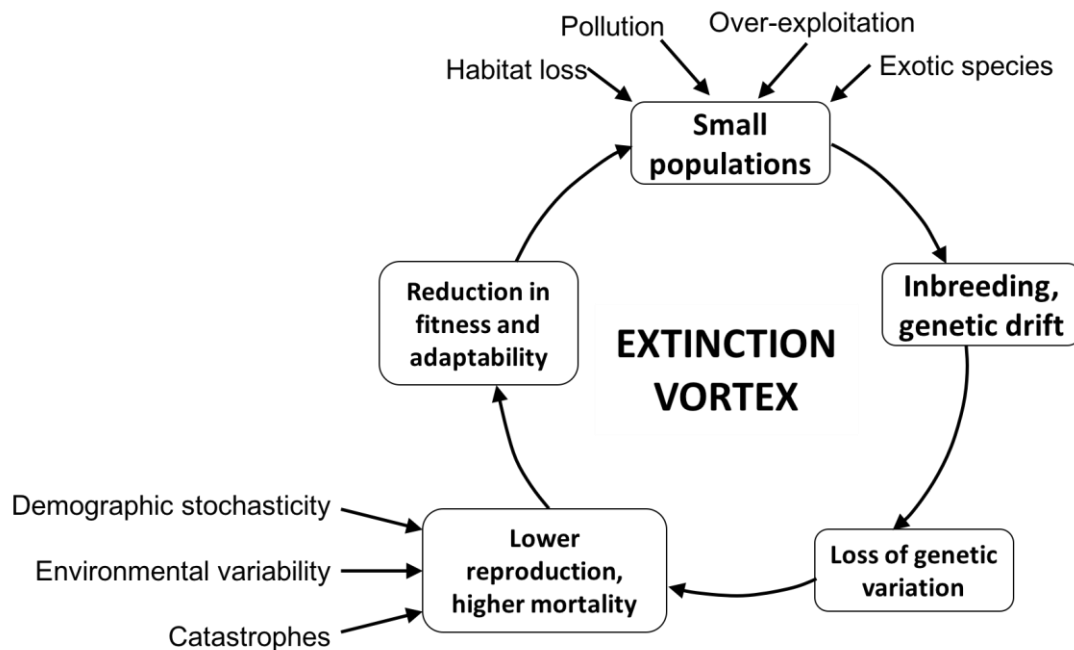 Pollution
Over-exploitation
Habitat loss
Exotic species
Small
populations
Inbreeding,
genetic drift
Reduction in
fitness and
adaptability
EXTINCTION
VORTEX
Demographic stochasticity
Environmental variability
Catastrophes
Lower
reproduction,
higher mortality
Loss of genetic
variation